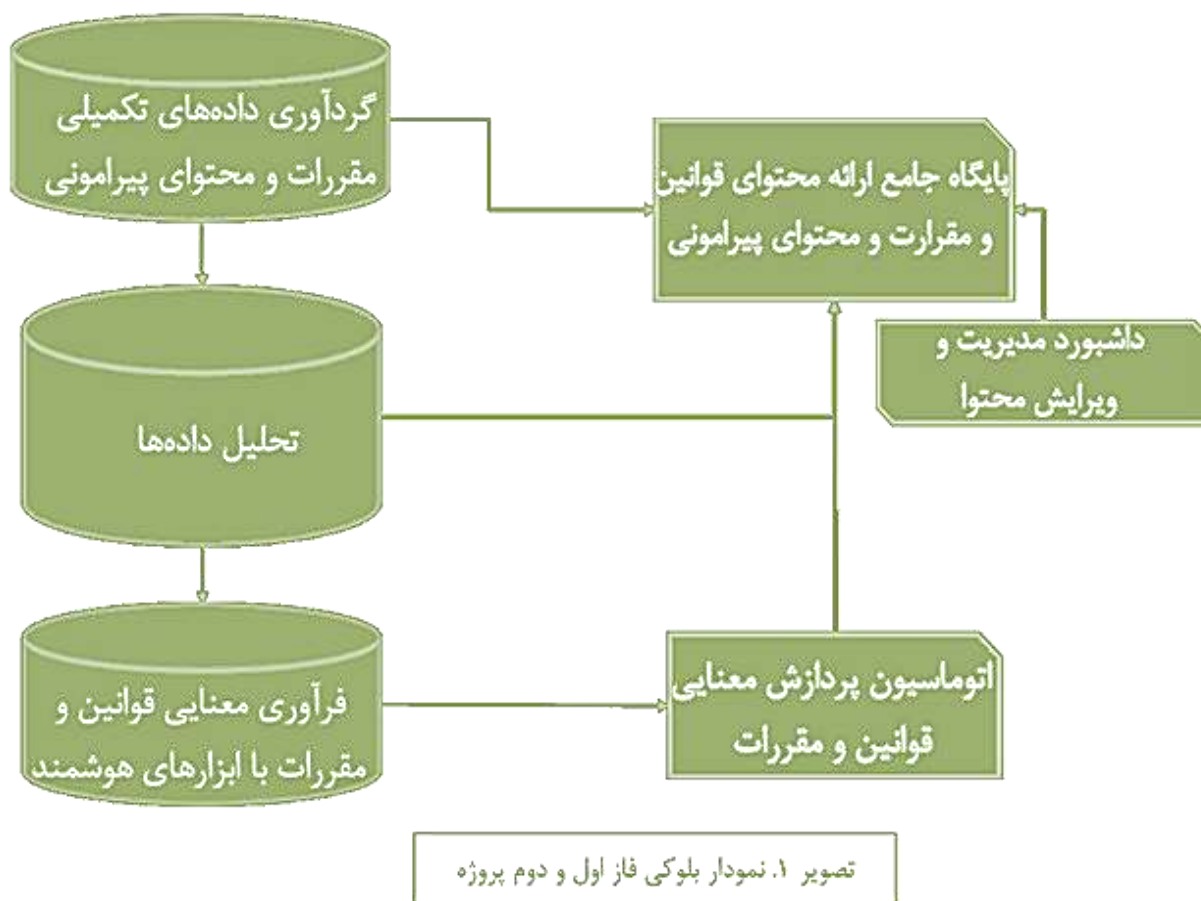 گردآوری داده‌های تکمیلی
مقررات و محتوای پیرامونی
پایگاه جامع ارائه محتوای قوانین
و مقرارت و محتوای پیرامونی
داشبورد مدیریت و
ویرایش محتوا
تحلیل داده‌ها
فرآوری معنایی قوانین و
مقررات با ابزارهای هوشمند
اتوماسیون پردازش معنایی
قوانین و مقررات
تصویر ۱. نمودار بلوکی فاز اول و دوم پروژه